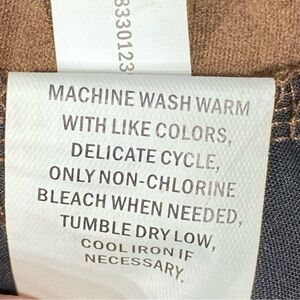 8330123
MACHINE WASH WARM
WITH LIKE COLORS,
DELICATE CYCLE,
ONLY NON-CHLORINE
BLEACH WHEN NEEDED,
TUMBLE DRY LOW,
COOL IRON IF
NECESSARY.